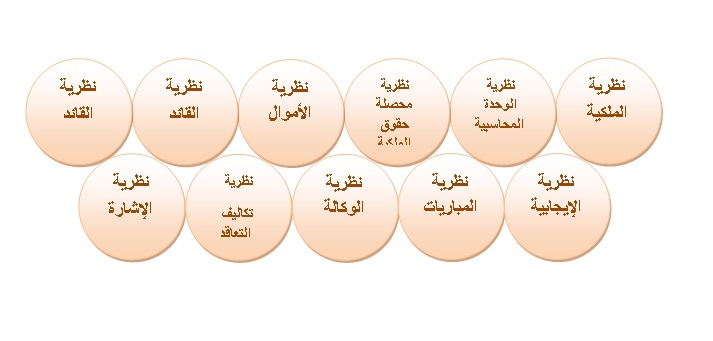 نظرية
الملكية
نظرية
الوحدة
المحاسبية
نظرية
محصلة
حقوق
الملكية
نظرية
الأموال
نظرية
القائد
نظرية
القائد
نظرية
الإيجابية
نظرية
المباريات
نظرية
الوكالة
نظرية
تكاليف
التعاقد
نظرية
الإشارة